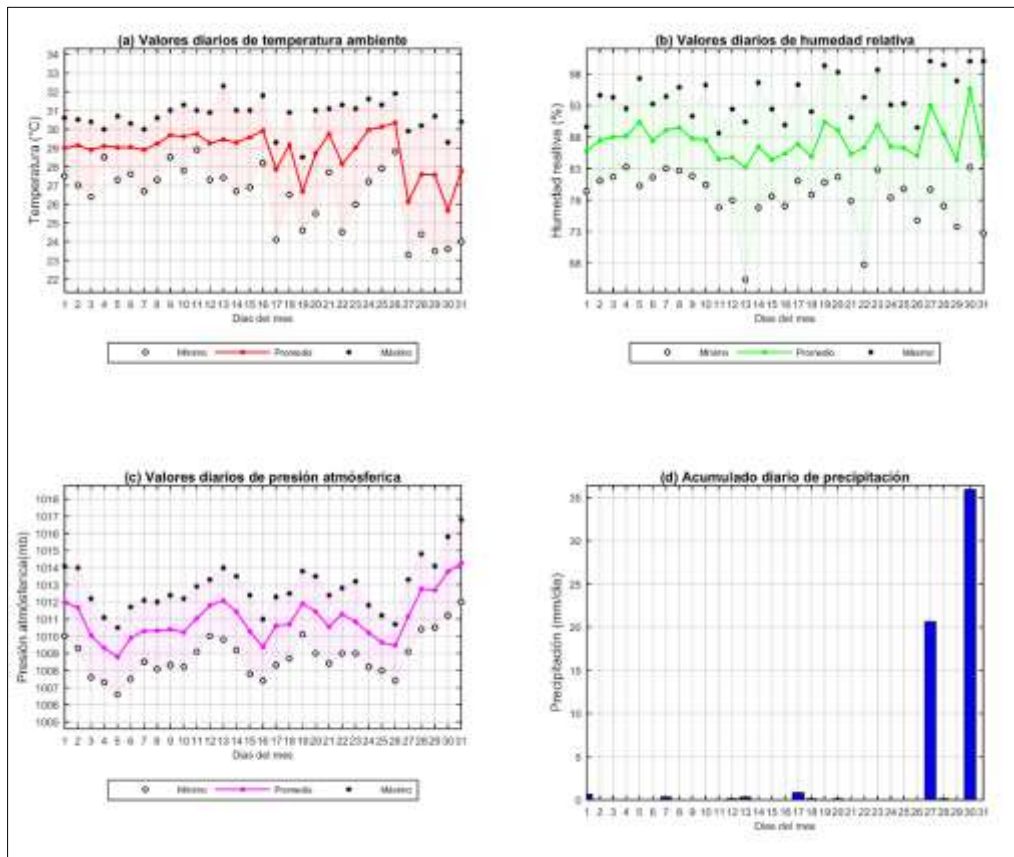 (a) Valores diarios de temperatura ambiente
Temperatura (°C)
34
33
32
31
30
29
28
27
26
25
24
23
22
1 2 3 4 5 6 7 8 9 10 11 12 13 14 15 16 17 18 19 20 21 22 23 24 25 26 27 28 29 30 31
Dias del mes
Mínimo Promedio Máximo
(b) Valores diarios de humedad relativa
Humedad realtiva (%)
98
93
88
83
78
73
68
1 2 3 4 5 6 7 8 9 10 11 12 13 14 15 16 17 18 19 20 21 22 23 24 25 26 27 28 29 30 31
Dias del mes
Mínimo Promedio Máximo
(c) Valores diarios de presión atmósferica
Presión atmósferica(mb)
1018
1017
1016
1015
1014
1013
1012
1011
1010
1009
1008
1007
1006
1005
1 2 3 4 5 6 7 8 9 10 11 12 13 14 15 16 17 18 19 20 21 22 23 24 25 26 27 28 29 30 31
Dias del mes
Mínimo Promedio Máximo
(d) Acumulado diario de precipitación
Precipitación (mm/dia)
35
30
25
20
15
10
5
0
1 2 3 4 5 6 7 8 9 10 11 12 13 14 15 16 17 18 19 20 21 22 23 24 25 26 27 28 29 30 31
Dias del mes